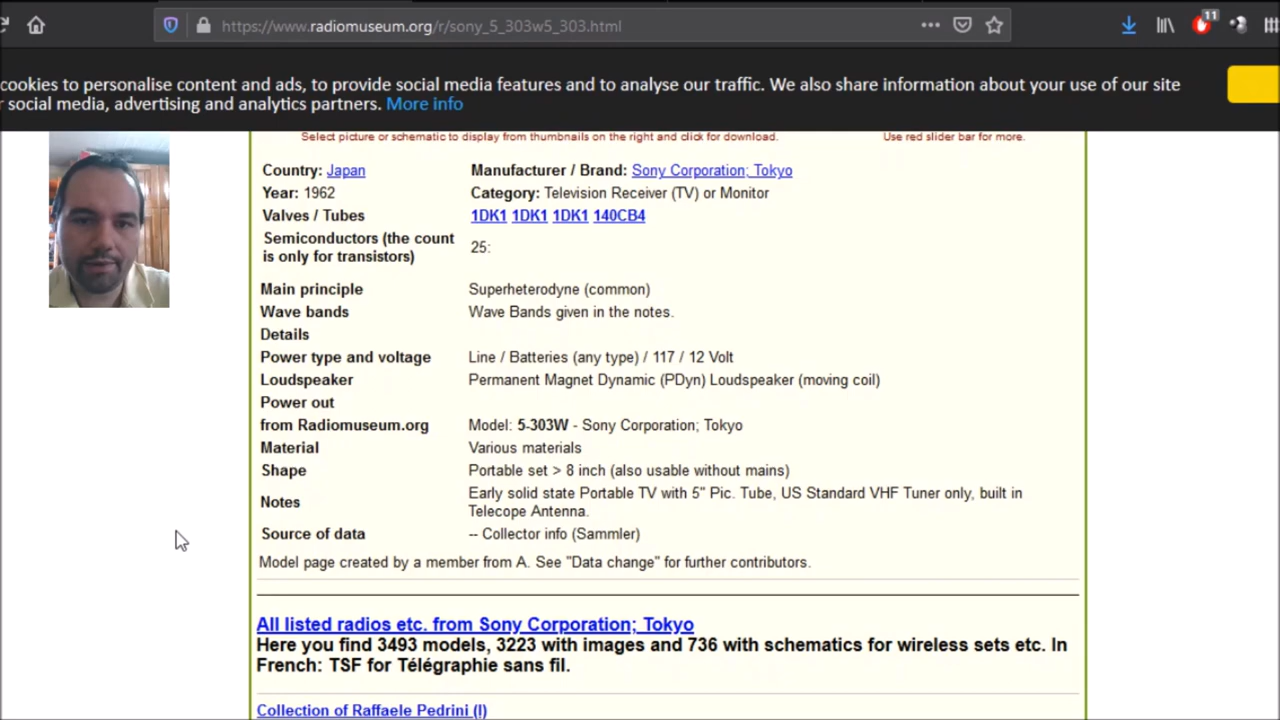 https://www.radiomuseum.org/r/sony_5_303w5_303.html
11
cookies to personalise content and ads, to provide social media features and to analyse our traffic. We also share information about your use of our site
social media, advertising and analytics partners. More info
Select picture or schematic to display from thumbnails on the right and click for download. Use red slider bar for more.
Country: Japan Manufacturer / Brand: Sony Corporation; Tokyo
Year: 1962 Category: Television Receiver (TV) or Monitor
Valves / Tubes 1DK1 1DK1 1DK1 140CB4
Semiconductors (the count
is only for transistors) 25:
Main principle Superheterodyne (common)
Wave bands Wave Bands given in the notes.
Details
Power type and voltage Line / Batteries (any type) / 117 / 12 Volt
Loudspeaker Permanent Magnet Dynamic (PDyn) Loudspeaker (moving coil)
Power out
from Radiomuseum.org Model: 5-303W - Sony Corporation; Tokyo
Material Various materials
Shape Portable set > 8 inch (also usable without mains)
Notes Early solid state Portable TV with 5" Pic. Tube, US Standard VHF Tuner only, built in
Telecope Antenna.
Source of data -- Collector info (Sammler)
Model page created by a member from A. See "Data change" for further contributors.
All listed radios etc. from Sony Corporation; Tokyo
Here you find 3493 models, 3223 with images and 736 with schematics for wireless sets etc. In
French: TSF for Télégraphie sans fil.
Collection of Raffaele Pedrini (I)